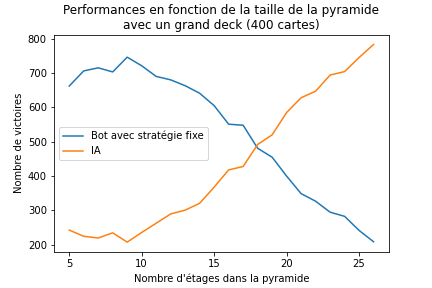 Performances en fonction de la taille de la pyramide
avec un grand deck (400 cartes)
800
700
600
500
400
300
200
Nombre de victoires
Bot avec stratégie fixe
IA
5
10
15
20
25
Nombre d'étages dans la pyramide